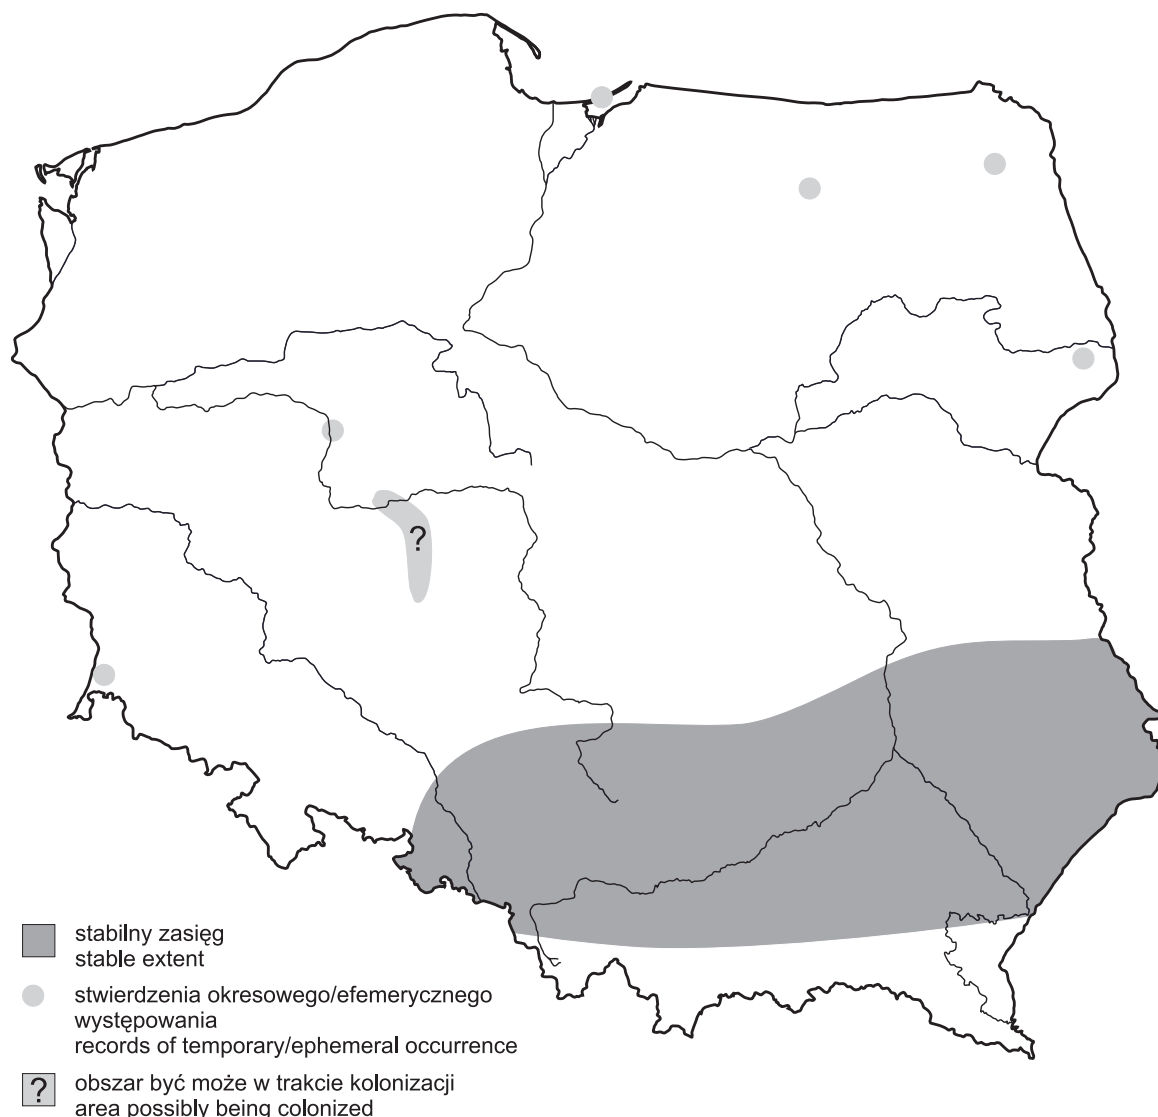 ?
stabilny zasięg
stable extent
stwierdzenia okresowego/efemerycznego
występowania
records of temporary/ephemeral occurrence
?
obszar być może w trakcie kolonizacji
area possibly being colonized